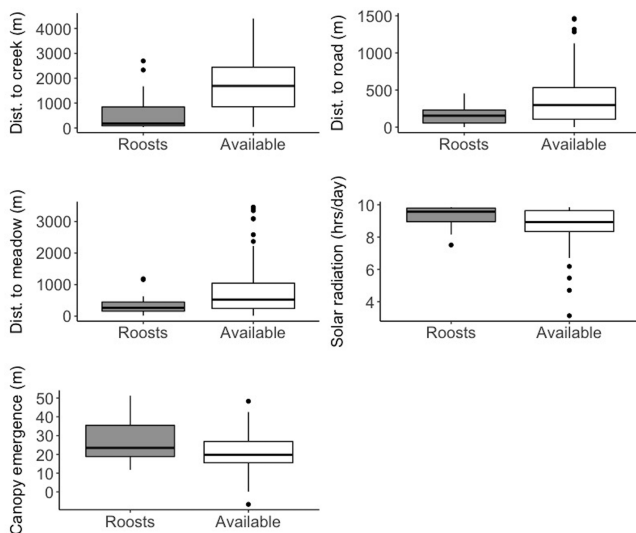 Dist. to creek (m)
4000
3000
2000
1000
0
Roosts Available
Dist. to road (m)
1500
1000
500
0
Roosts Available
Dist. to meadow (m)
3000
2000
1000
0
Roosts Available
Solar radiation (hrs/day)
10
8
6
4
Roosts Available
Canopy emergence (m)
50
40
30
20
10
0
Roosts Available